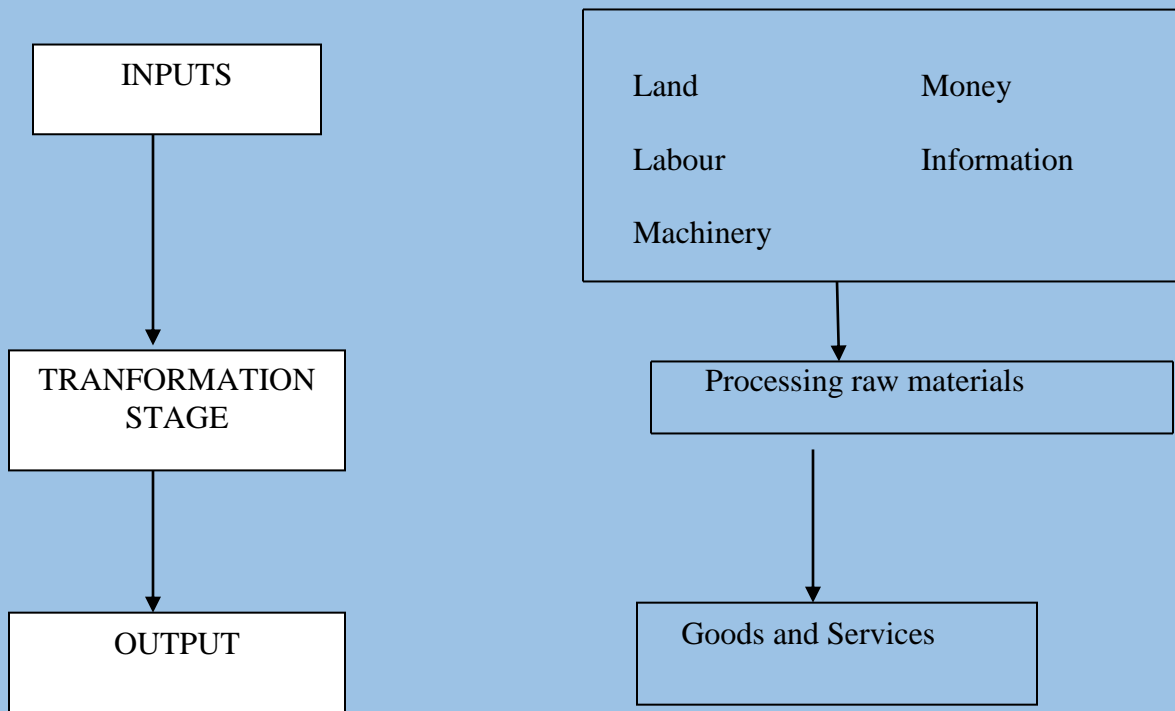 INPUTS
Land Money
Labour Information
Machinery
TRANFORMATION
STAGE
Processing raw materials
OUTPUT
Goods and Services